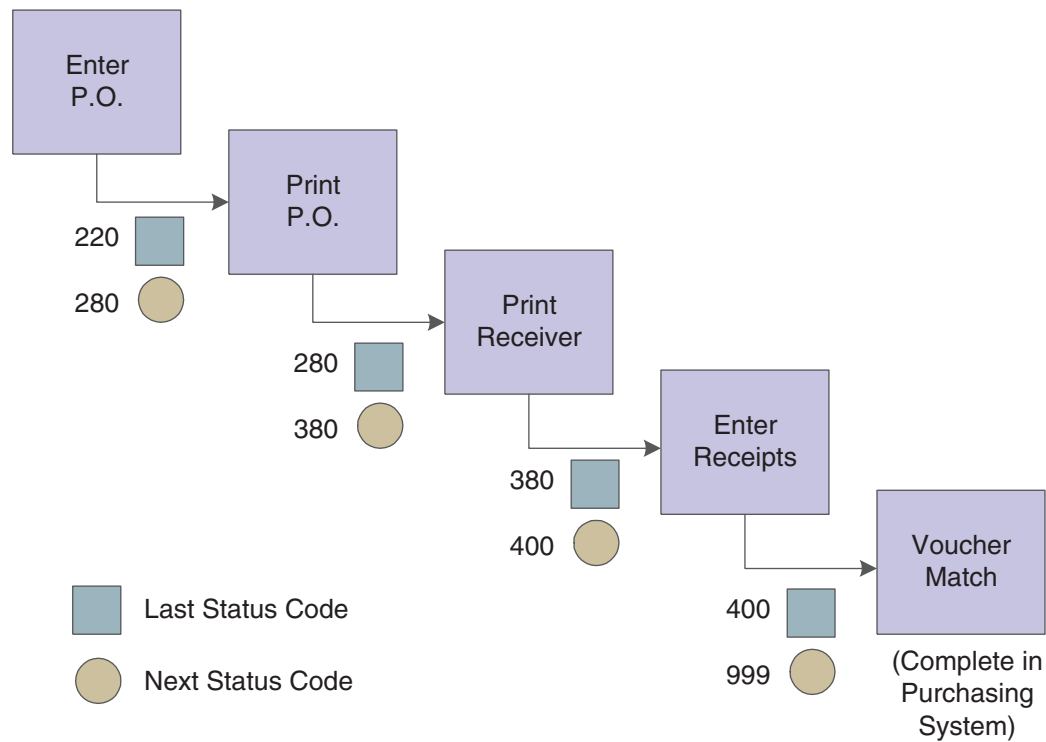 Enter
P.O.
Print
P.O.
220
280
Print
Receiver
280
380
Enter
Receipts
380
400
Voucher
Match
400
999
(Complete in
Purchasing
System)
Last Status Code
Next Status Code